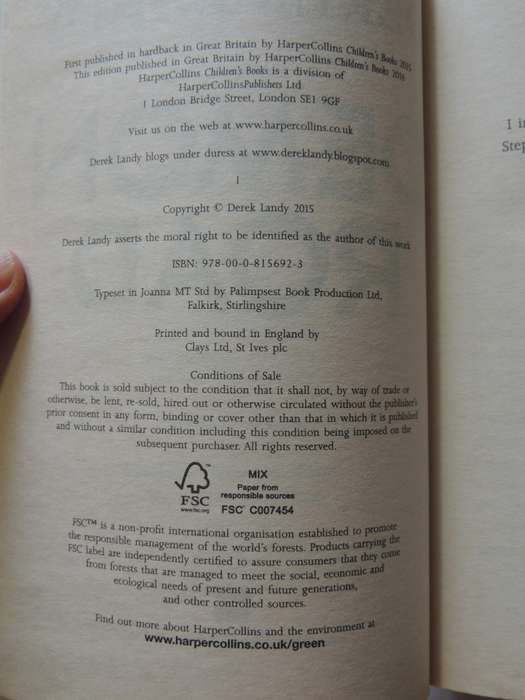 First published in hardback in Great Britain by HarperCollins Children's Books 2015
This edition published in Great Britain by HarperCollins Children's Books 2016
HarperCollins Children's Books is a division of
HarperCollinsPublishers Ltd
1 London Bridge Street, London SE1 9GF
Visit us on the web at www.harpercollins.co.uk
Derek Landy blogs under duress at www.dereklandy.blogspot.com
1
Copyright © Derek Landy 2015
Derek Landy asserts the moral right to be identified as the author of this work
ISBN: 978-00-0-815692-3
Typeset in Joanna MT Std by Palimpsest Book Production Ltd,
Falkirk, Stirlingshire
Printed and bound in England by
Clays Ltd, St Ives plc
Conditions of Sale
This book is sold subject to the condition that it shall not, by way of trade or
otherwise, be lent, re-sold, hired out or otherwise circulated without the publisher's
prior consent in any form, binding or cover other than that in which it is published
and without a similar condition including this condition being imposed on the
subsequent purchaser. All rights reserved.
FSC
www.fsc.org
MIX
Paper from
responsible sources
FSC® C007454
FSC™ is a non-profit international organisation established to promote
the responsible management of the world's forests. Products carrying the
FSC label are independently certified to assure consumers that they come
from forests that are managed to meet the social, economic and
ecological needs of present and future generations,
and other controlled sources.
Find out more about HarperCollins and the environment at
www.harpercollins.co.uk/green
I
Step